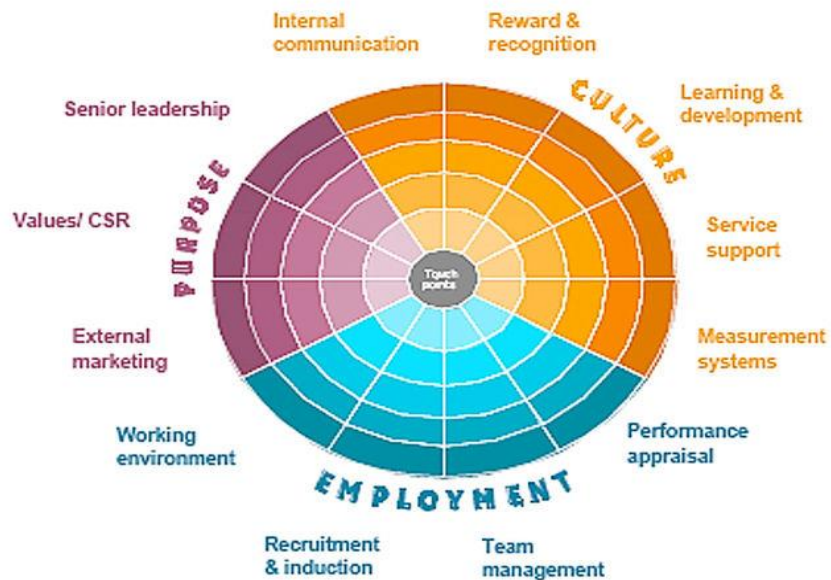 Internal
communication
Reward &
recognition
Senior leadership
CULTURE
Learning &
development
PURPOSE
Values/ CSR
Service
support
Touch
points
External
marketing
Measurement
systems
Working
environment
Performance
appraisal
EMPLOYMENT
Recruitment
& induction
Team
management